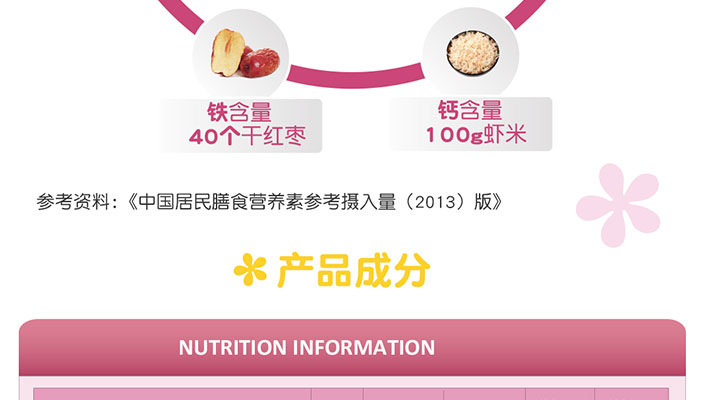 铁含量
40个干红枣
钙含量
100g虾米
参考资料：《中国居民膳食营养素参考摄入量（2013）版》
产品成分
NUTRITION INFORMATION